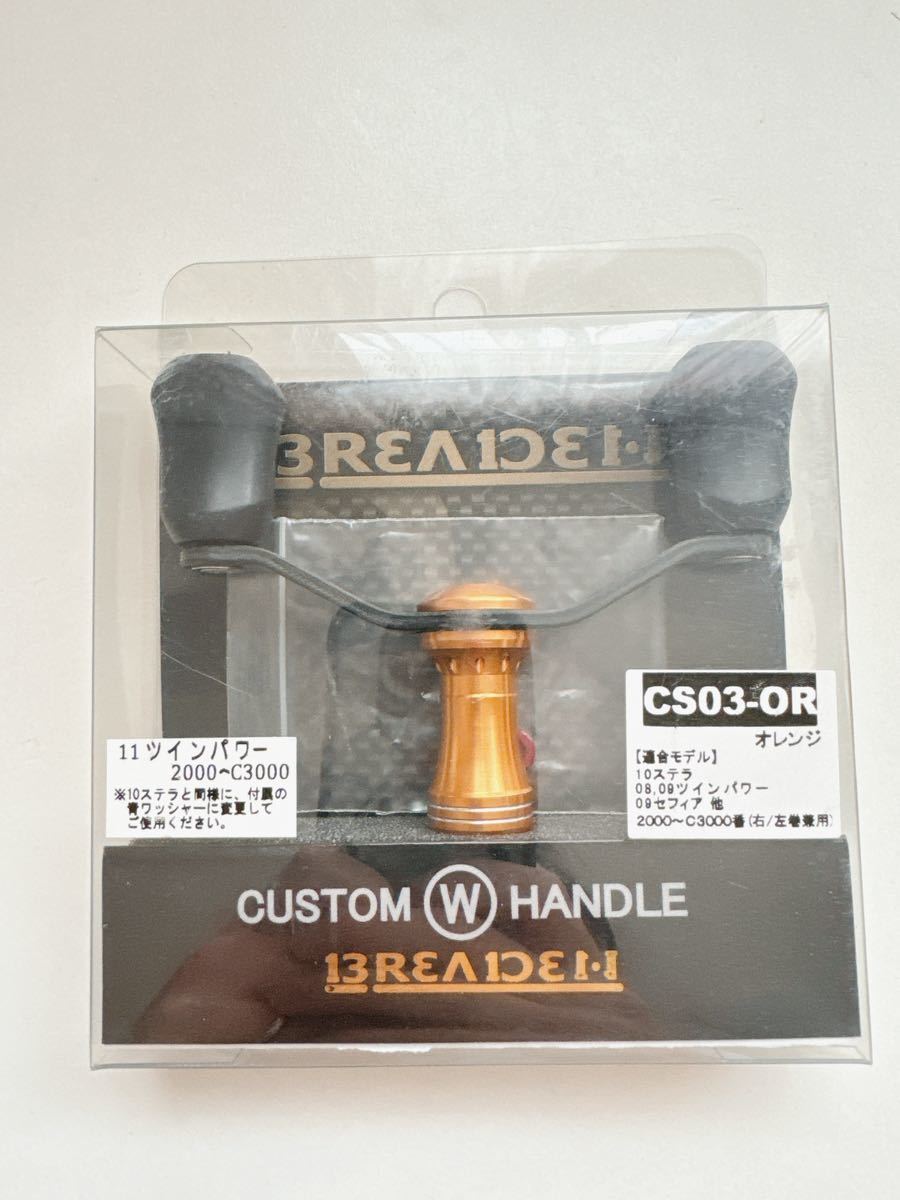 BREADEN
CS03-OR
オレンジ
【適合モデル】
10ステラ
08,09ツインパワー
09セフィア 他
2000〜C3000番(右/左巻兼用)
11ツインパワー
2000~C3000
※10ステラと同様に、付属の
青ワッシャーに変更して
ご使用ください。
CUSTOM W HANDLE
BREADEN